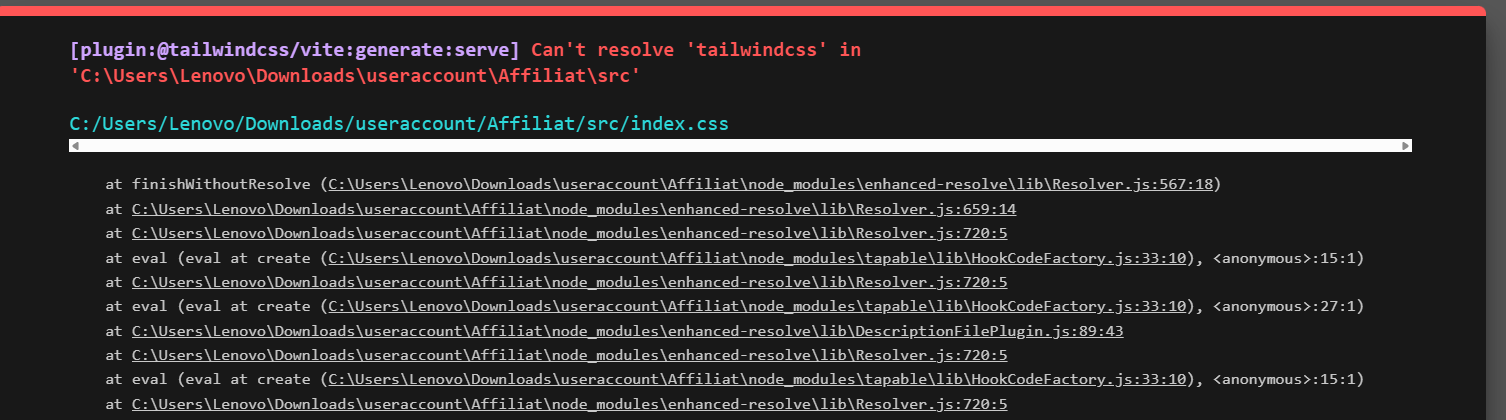 [plugin:@tailwindcss/vite:generate:serve] Can't resolve 'tailwindcss' in
'C:\Users\Lenovo\Downloads\useraccount\Affiliat\src'
C:/Users/Lenovo/Downloads/useraccount/Affiliat/src/index.css
at finishWithoutResolve (C:\Users\Lenovo\Downloads\useraccount\Affiliat\node_modules\enhanced-resolve\lib\Resolver.js:567:18)
at C:\Users\Lenovo\Downloads\useraccount\Affiliat\node_modules\enhanced-resolve\lib\Resolver.js:659:14
at C:\Users\Lenovo\Downloads\useraccount\Affiliat\node_modules\enhanced-resolve\lib\Resolver.js:720:5
at eval (eval at create (C:\Users\Lenovo\Downloads\useraccount\Affiliat\node_modules\tapable\lib\HookCodeFactory.js:33:10), <anonymous>:15:1)
at C:\Users\Lenovo\Downloads\useraccount\Affiliat\node_modules\enhanced-resolve\lib\Resolver.js:720:5
at eval (eval at create (C:\Users\Lenovo\Downloads\useraccount\Affiliat\node_modules\tapable\lib\HookCodeFactory.js:33:10), <anonymous>:27:1)
at C:\Users\Lenovo\Downloads\useraccount\Affiliat\node_modules\enhanced-resolve\lib\DescriptionFilePlugin.js:89:43
at C:\Users\Lenovo\Downloads\useraccount\Affiliat\node_modules\enhanced-resolve\lib\Resolver.js:720:5
at eval (eval at create (C:\Users\Lenovo\Downloads\useraccount\Affiliat\node_modules\tapable\lib\HookCodeFactory.js:33:10), <anonymous>:15:1)
at C:\Users\Lenovo\Downloads\useraccount\Affiliat\node_modules\enhanced-resolve\lib\Resolver.js:720:5